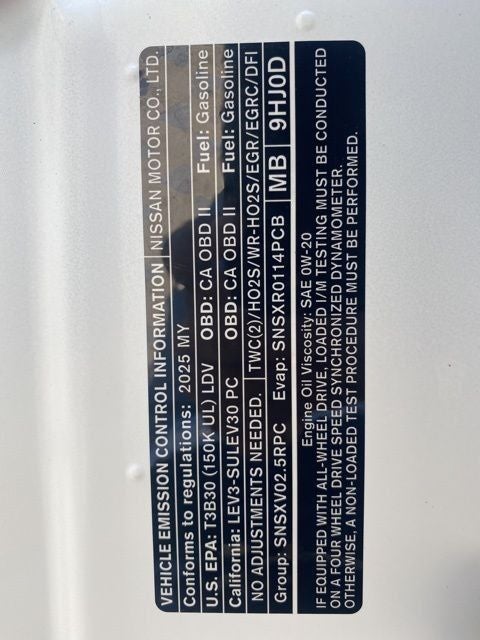 VEHICLE EMISSION CONTROL INFORMATION NISSAN MOTOR CO., LTD.
Conforms to regulations: 2025 MY
U.S. EPA: T3B30 (150K UL) LDV OBD: CA OBD II Fuel: Gasoline
California: LEV3-SULEV30 PC OBD: CA OBD II Fuel: Gasoline
NO ADJUSTMENTS NEEDED. TWC(2)/HO2S/WR-HO2S/EGR/EGRC/DFI
Group: SNSXV02.5RPC Evap: SNSXR0114PCB MB 9HJ0D
Engine Oil Viscosity: SAE 0W-20
IF EQUIPPED WITH ALL-WHEEL DRIVE, LOADED I/M TESTING MUST BE CONDUCTED
ON A FOUR WHEEL DRIVE SPEED SYNCHRONIZED DYNAMOMETER.
OTHERWISE, A NON-LOADED TEST PROCEDURE MUST BE PERFORMED.